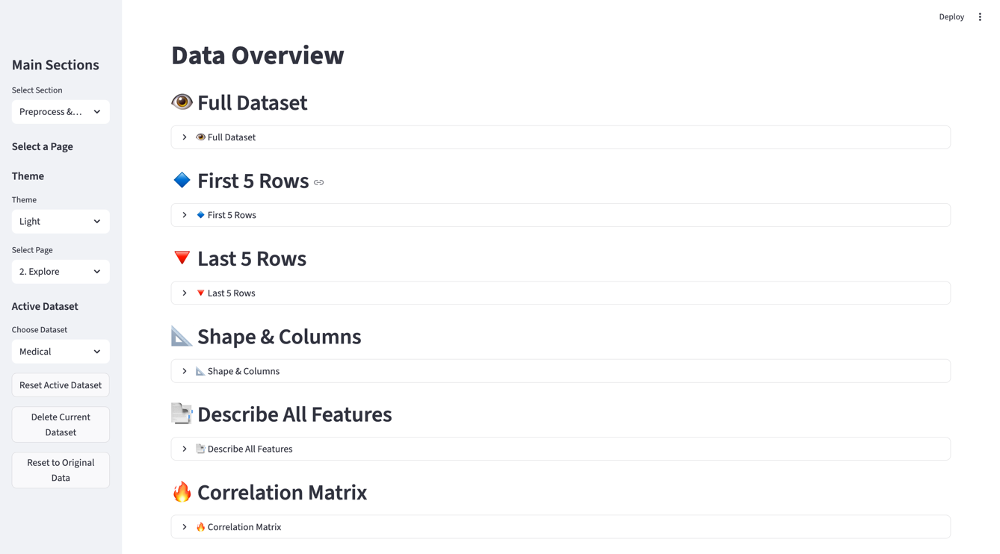 Deploy
Main Sections
Select Section
Preprocess &...
Select a Page
Theme
Theme
Light
Select Page
2. Explore
Active Dataset
Choose Dataset
Medical
Reset Active Dataset
Delete Current
Dataset
Reset to Original
Data
Data Overview
👁️ Full Dataset
👁️ Full Dataset
🔷 First 5 Rows
🔷 First 5 Rows
🔻 Last 5 Rows
🔻 Last 5 Rows
📐 Shape & Columns
📐 Shape & Columns
📑 Describe All Features
📑 Describe All Features
🔥 Correlation Matrix
🔥 Correlation Matrix